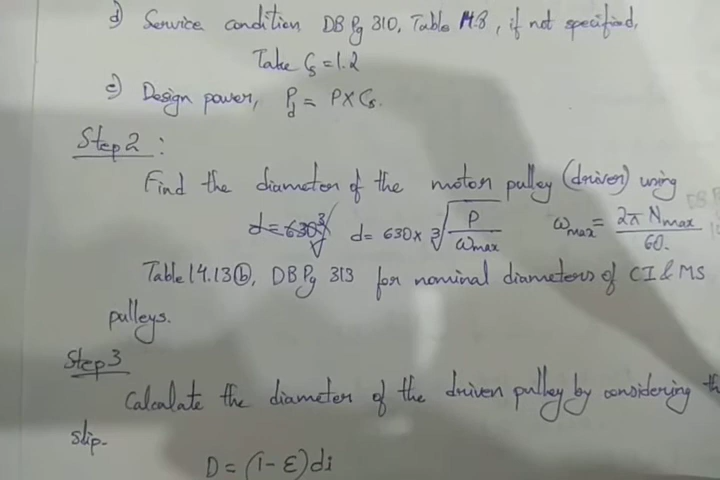 d) Service condition DB Pg 310, Table 14.8, if not specified,
Take Cs = 1.2
e) Design power, Pd = P x Cs.
Step 2 :
Find the diameter of the motor pulley (driver) using
d = 630 ∛ d = 630 x ∛(P / ωmax) ωmax = 2π Nmax / 60.
Table 14.13 (b), DB Pg 313 for nominal diameters of CI & MS
pulleys.
Step 3
Calculate the diameter of the driven pulley by considering th
slip.
D = (1 - ε) di